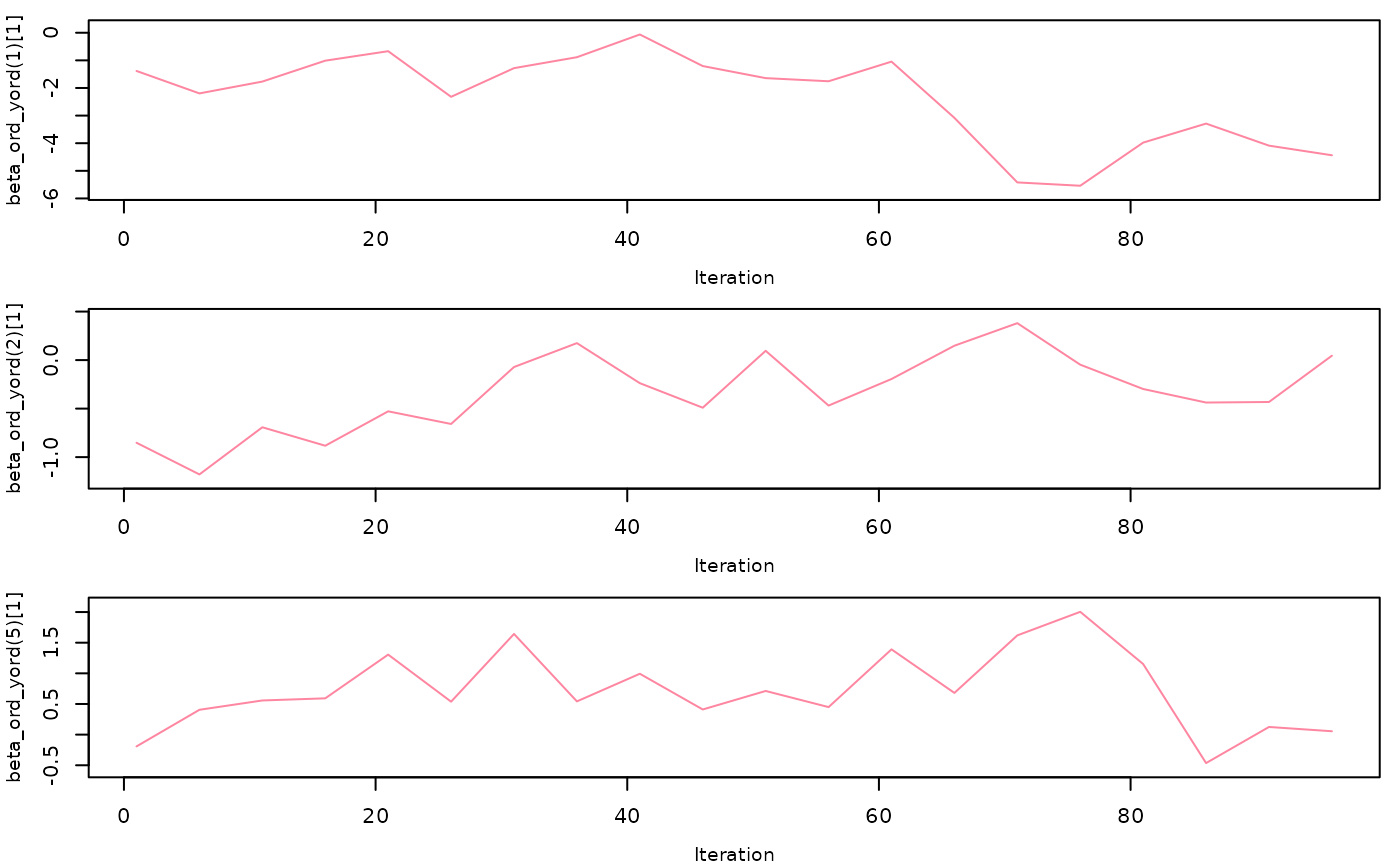 beta_ord_yord(1)[1]
0
-2
-4
-6
0 20 40 60 80
Iteration
beta_ord_yord(2)[1]
0.0
-1.0
0 20 40 60 80
Iteration
beta_ord_yord(5)[1]
1.5
0.5
-0.5
0 20 40 60 80
Iteration